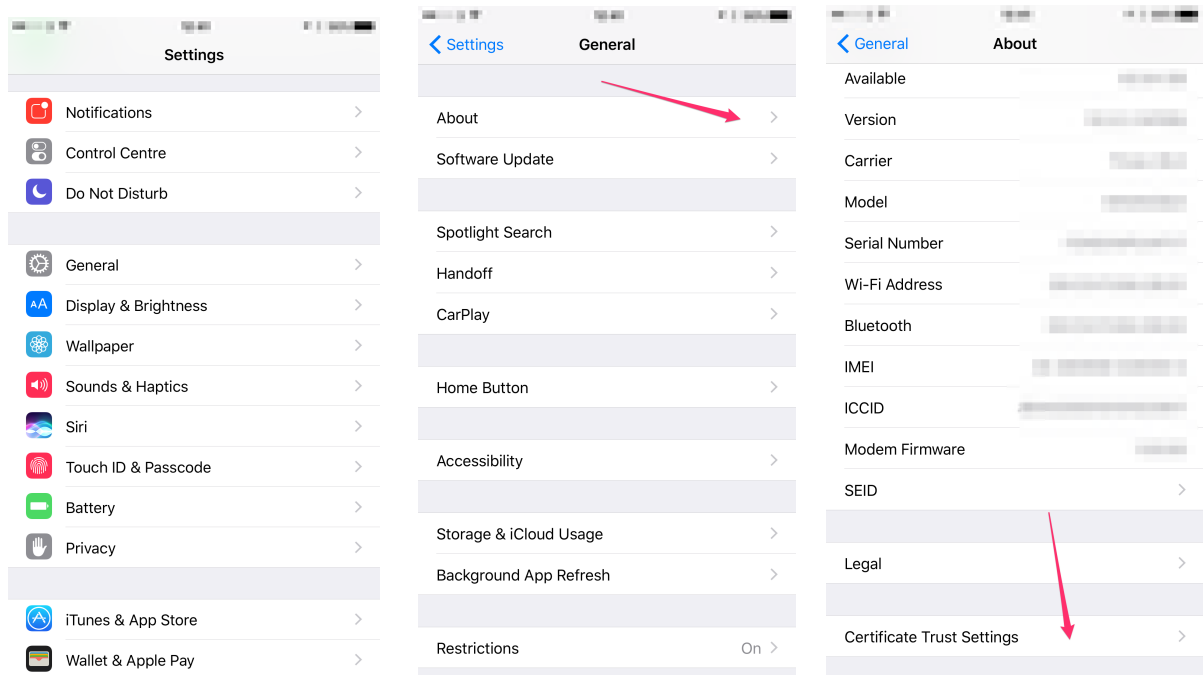 Settings
Notifications
Control Centre
Do Not Disturb
General
Display & Brightness
AA
Wallpaper
Sounds & Haptics
Siri
Touch ID & Passcode
Battery
Privacy
iTunes & App Store
Wallet & Apple Pay
Settings
General
About
Software Update
Spotlight Search
Handoff
CarPlay
Home Button
Accessibility
Storage & iCloud Usage
Background App Refresh
Restrictions On
General
About
Available
Version
Carrier
Model
Serial Number
Wi-Fi Address
Bluetooth
IMEI
ICCID
Modem Firmware
SEID
Legal
Certificate Trust Settings